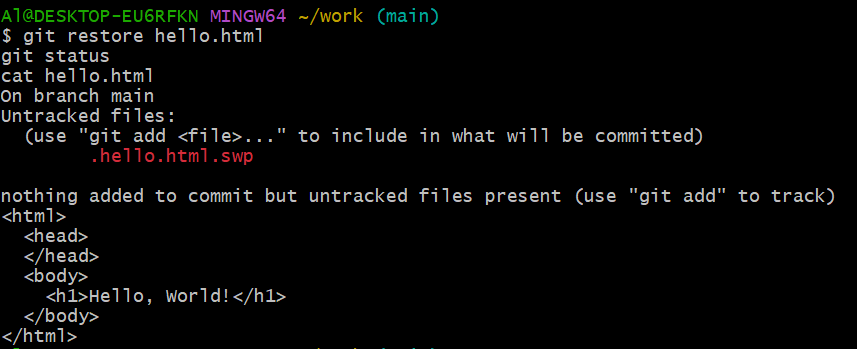 Al@DESKTOP-EU6RFKN MINGW64 ~/work (main)
$ git restore hello.html
git status
cat hello.html
On branch main
Untracked files:
  (use "git add <file>..." to include in what will be committed)
        .hello.html.swp

nothing added to commit but untracked files present (use "git add" to track)
<html>
  <head>
  </head>
  <body>
    <h1>Hello, World!</h1>
  </body>
</html>